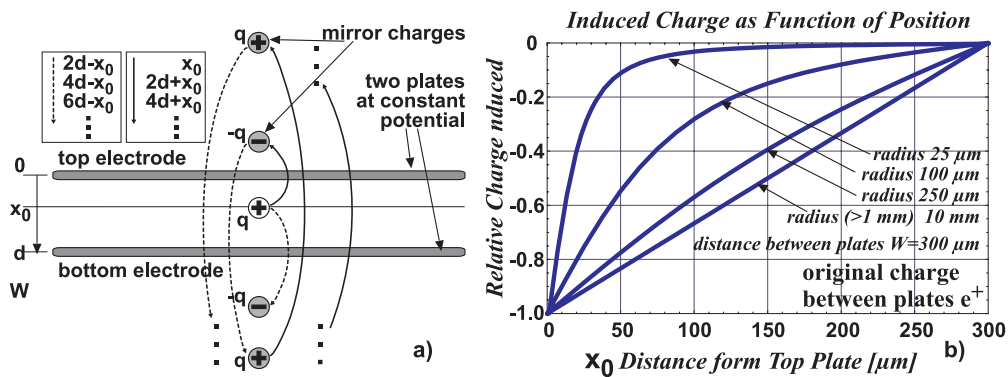 q
mirror charges
2d-x0
4d-x0
6d-x0
x0
2d+x0
4d+x0
two plates
at constant
potential
-q
top electrode
0
x0
q
d
bottom electrode
W
-q
q
a)
Induced Charge as Function of Position
Relative Charge nduced
0
-0.2
-0.4
-0.6
-0.8
-1.0
radius 25 µm
radius 100 µm
radius 250 µm
radius (>1 mm) 10 mm
distance between plates W=300 µm
original charge
between plates e+
0
50
100
150
200
250
300
x0 Distance form Top Plate [µm]
b)